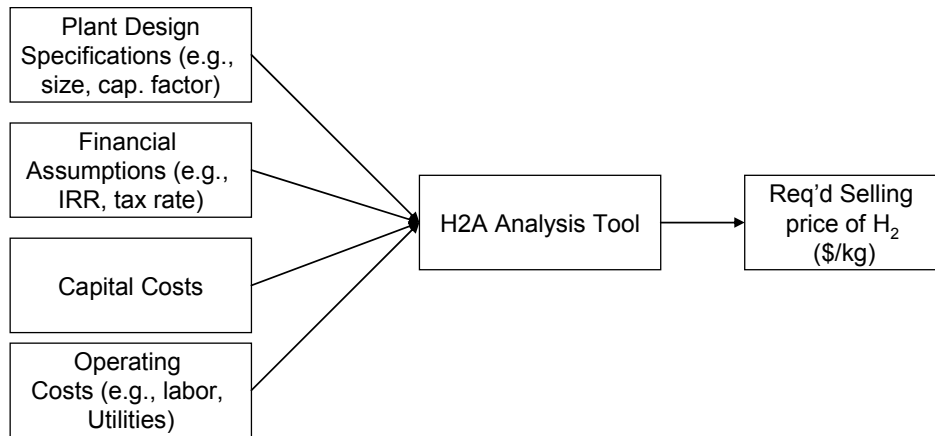 Plant Design
Specifications (e.g.,
size, cap. factor)
Financial
Assumptions (e.g.,
IRR, tax rate)
Capital Costs
Operating
Costs (e.g., labor,
Utilities)
H2A Analysis Tool
Req’d Selling
price of H₂
($/kg)